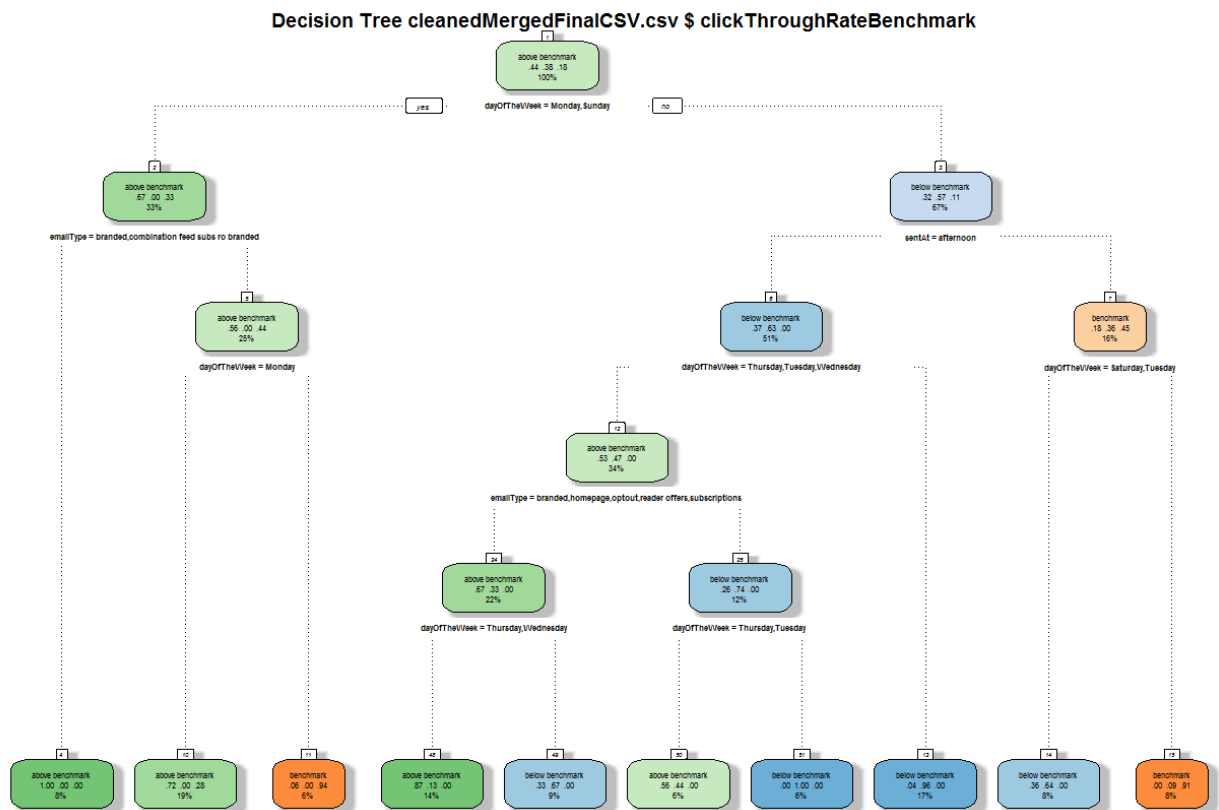 Decision Tree cleanedMergedFinalCSV.csv $ clickThroughRateBenchmark
1
above benchmark
.44 .38 .18
100%
yes
dayOfTheWeek = Monday,Sunday
no
2
above benchmark
.67 .00 .33
33%
emailType = branded,combination feed subs ro branded
3
below benchmark
.32 .57 .11
67%
sentAt = afternoon
5
above benchmark
.56 .00 .44
25%
dayOfTheWeek = Monday
6
below benchmark
.37 .63 .00
51%
dayOfTheWeek = Thursday,Tuesday,Wednesday
7
benchmark
.18 .36 .45
16%
dayOfTheWeek = Saturday,Tuesday
12
above benchmark
.53 .47 .00
34%
emailType = branded,homepage,optout,reader offers,subscriptions
24
above benchmark
.67 .33 .00
22%
dayOfTheWeek = Thursday,Wednesday
25
below benchmark
.26 .74 .00
12%
dayOfTheWeek = Thursday,Tuesday
4
above benchmark
1.00 .00 .00
8%
10
above benchmark
.72 .00 .28
19%
11
benchmark
.06 .00 .94
6%
48
above benchmark
.87 .13 .00
14%
49
below benchmark
.33 .67 .00
9%
50
above benchmark
.56 .44 .00
6%
51
below benchmark
.00 1.00 .00
6%
13
below benchmark
.04 .96 .00
17%
14
below benchmark
.36 .64 .00
8%
15
benchmark
.00 .09 .91
8%